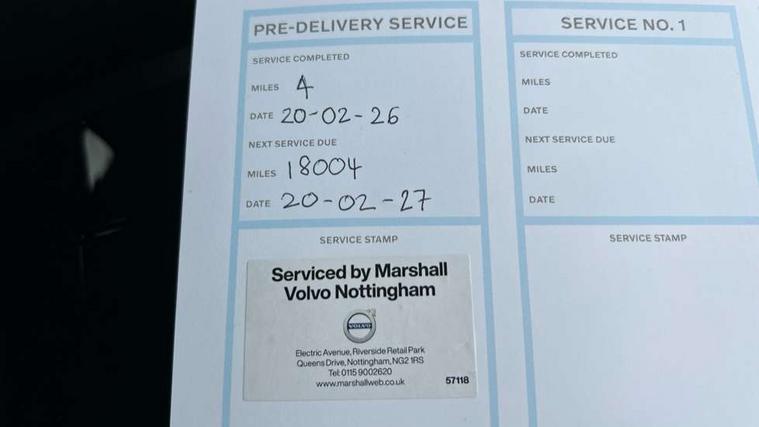 PRE-DELIVERY SERVICE
SERVICE COMPLETED
MILES 4
DATE 20-02-26
NEXT SERVICE DUE
MILES 18004
DATE 20-02-27
SERVICE STAMP
Serviced by Marshall
Volvo Nottingham
VOLVO
Electric Avenue, Riverside Retail Park
Queens Drive, Nottingham, NG2 1RS
Tel: 0115 9002620
www.marshallweb.co.uk
57118
SERVICE NO. 1
SERVICE COMPLETED
MILES
DATE
NEXT SERVICE DUE
MILES
DATE
SERVICE STAMP